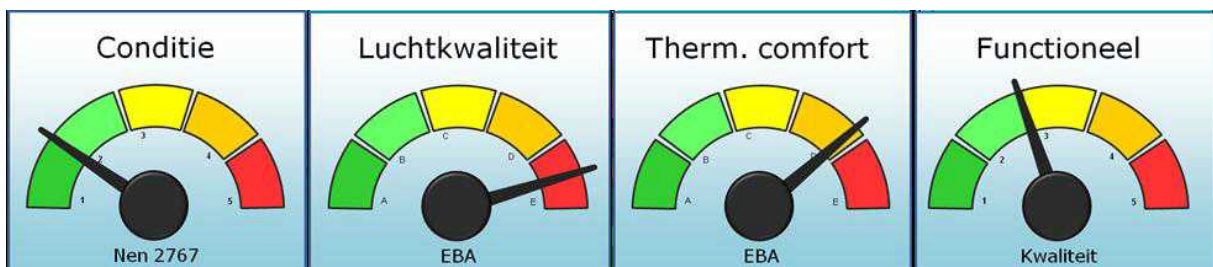 Conditie
1
2
3
4
5
Nen 2767
Luchtkwaliteit
A
B
C
D
E
EBA
Therm. comfort
A
B
C
D
E
EBA
Functioneel
1
2
3
4
5
Kwaliteit